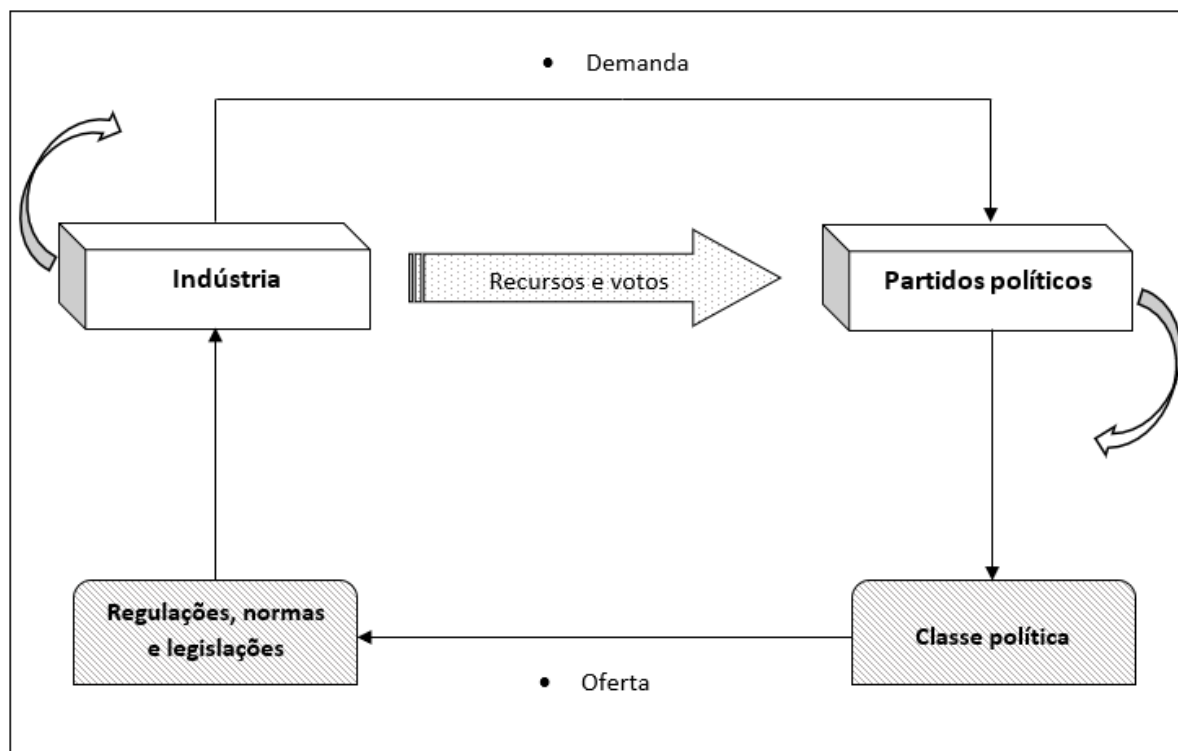 • Demanda
Indústria
Recursos e votos
Partidos políticos
Regulações, normas
e legislações
Classe política
• Oferta